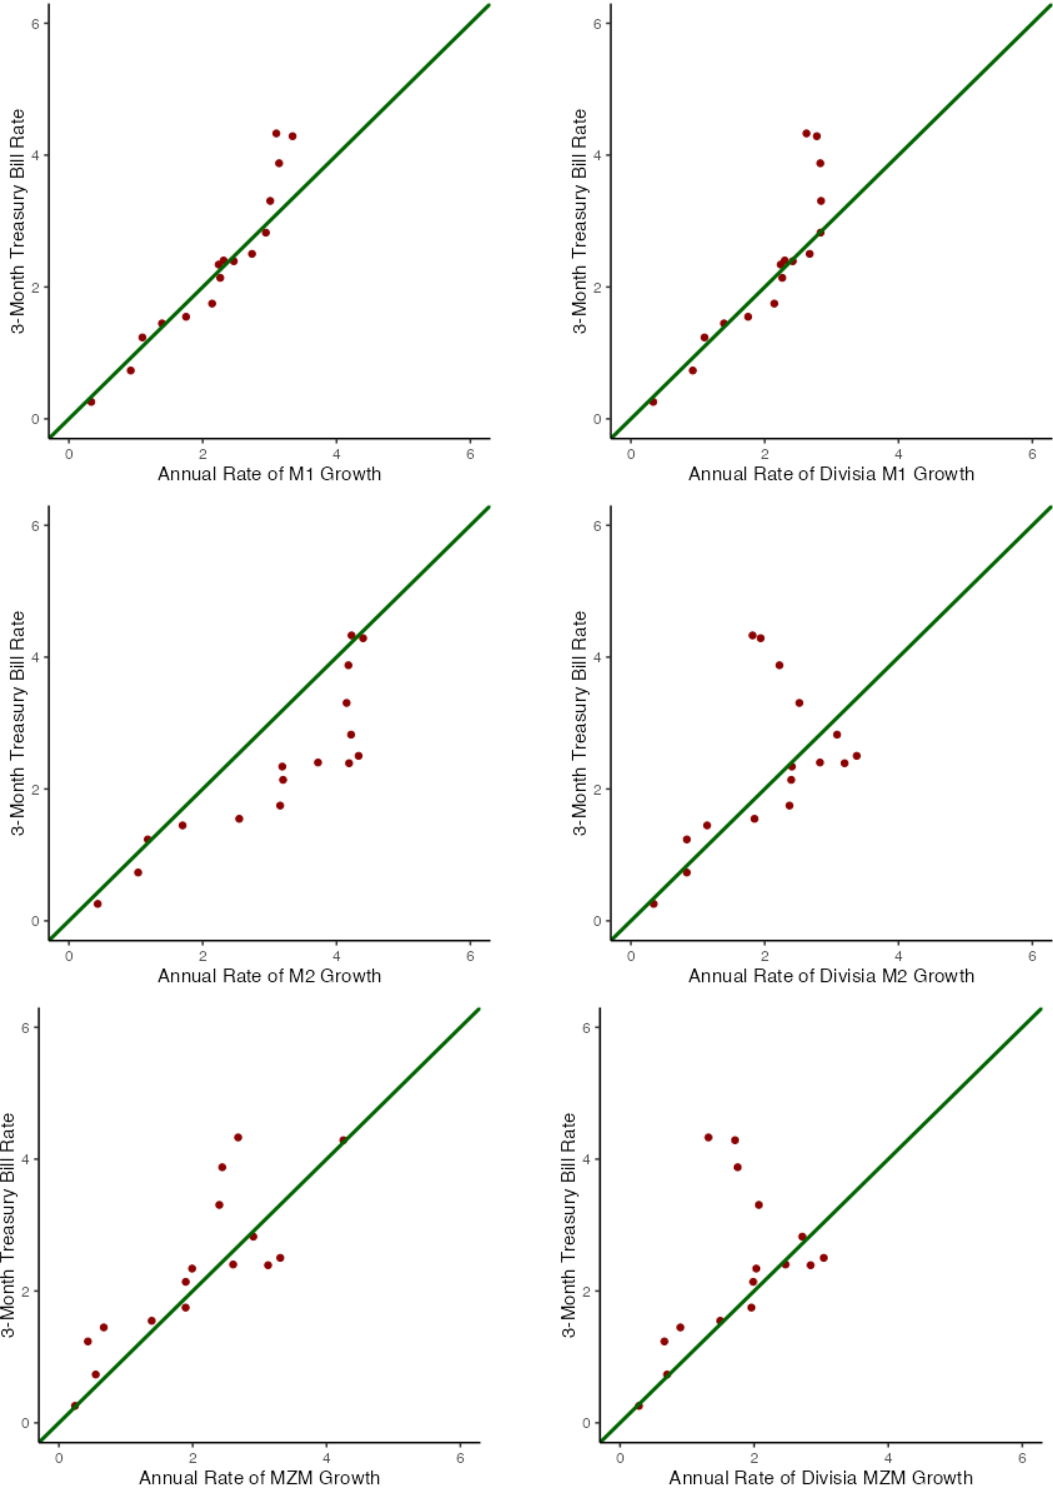 3-Month Treasury Bill Rate
6
4
2
0
0 2 4 6
Annual Rate of M1 Growth
3-Month Treasury Bill Rate
6
4
2
0
0 2 4 6
Annual Rate of Divisia M1 Growth
3-Month Treasury Bill Rate
6
4
2
0
0 2 4 6
Annual Rate of M2 Growth
3-Month Treasury Bill Rate
6
4
2
0
0 2 4 6
Annual Rate of Divisia M2 Growth
3-Month Treasury Bill Rate
6
4
2
0
0 2 4 6
Annual Rate of MZM Growth
3-Month Treasury Bill Rate
6
4
2
0
0 2 4 6
Annual Rate of Divisia MZM Growth